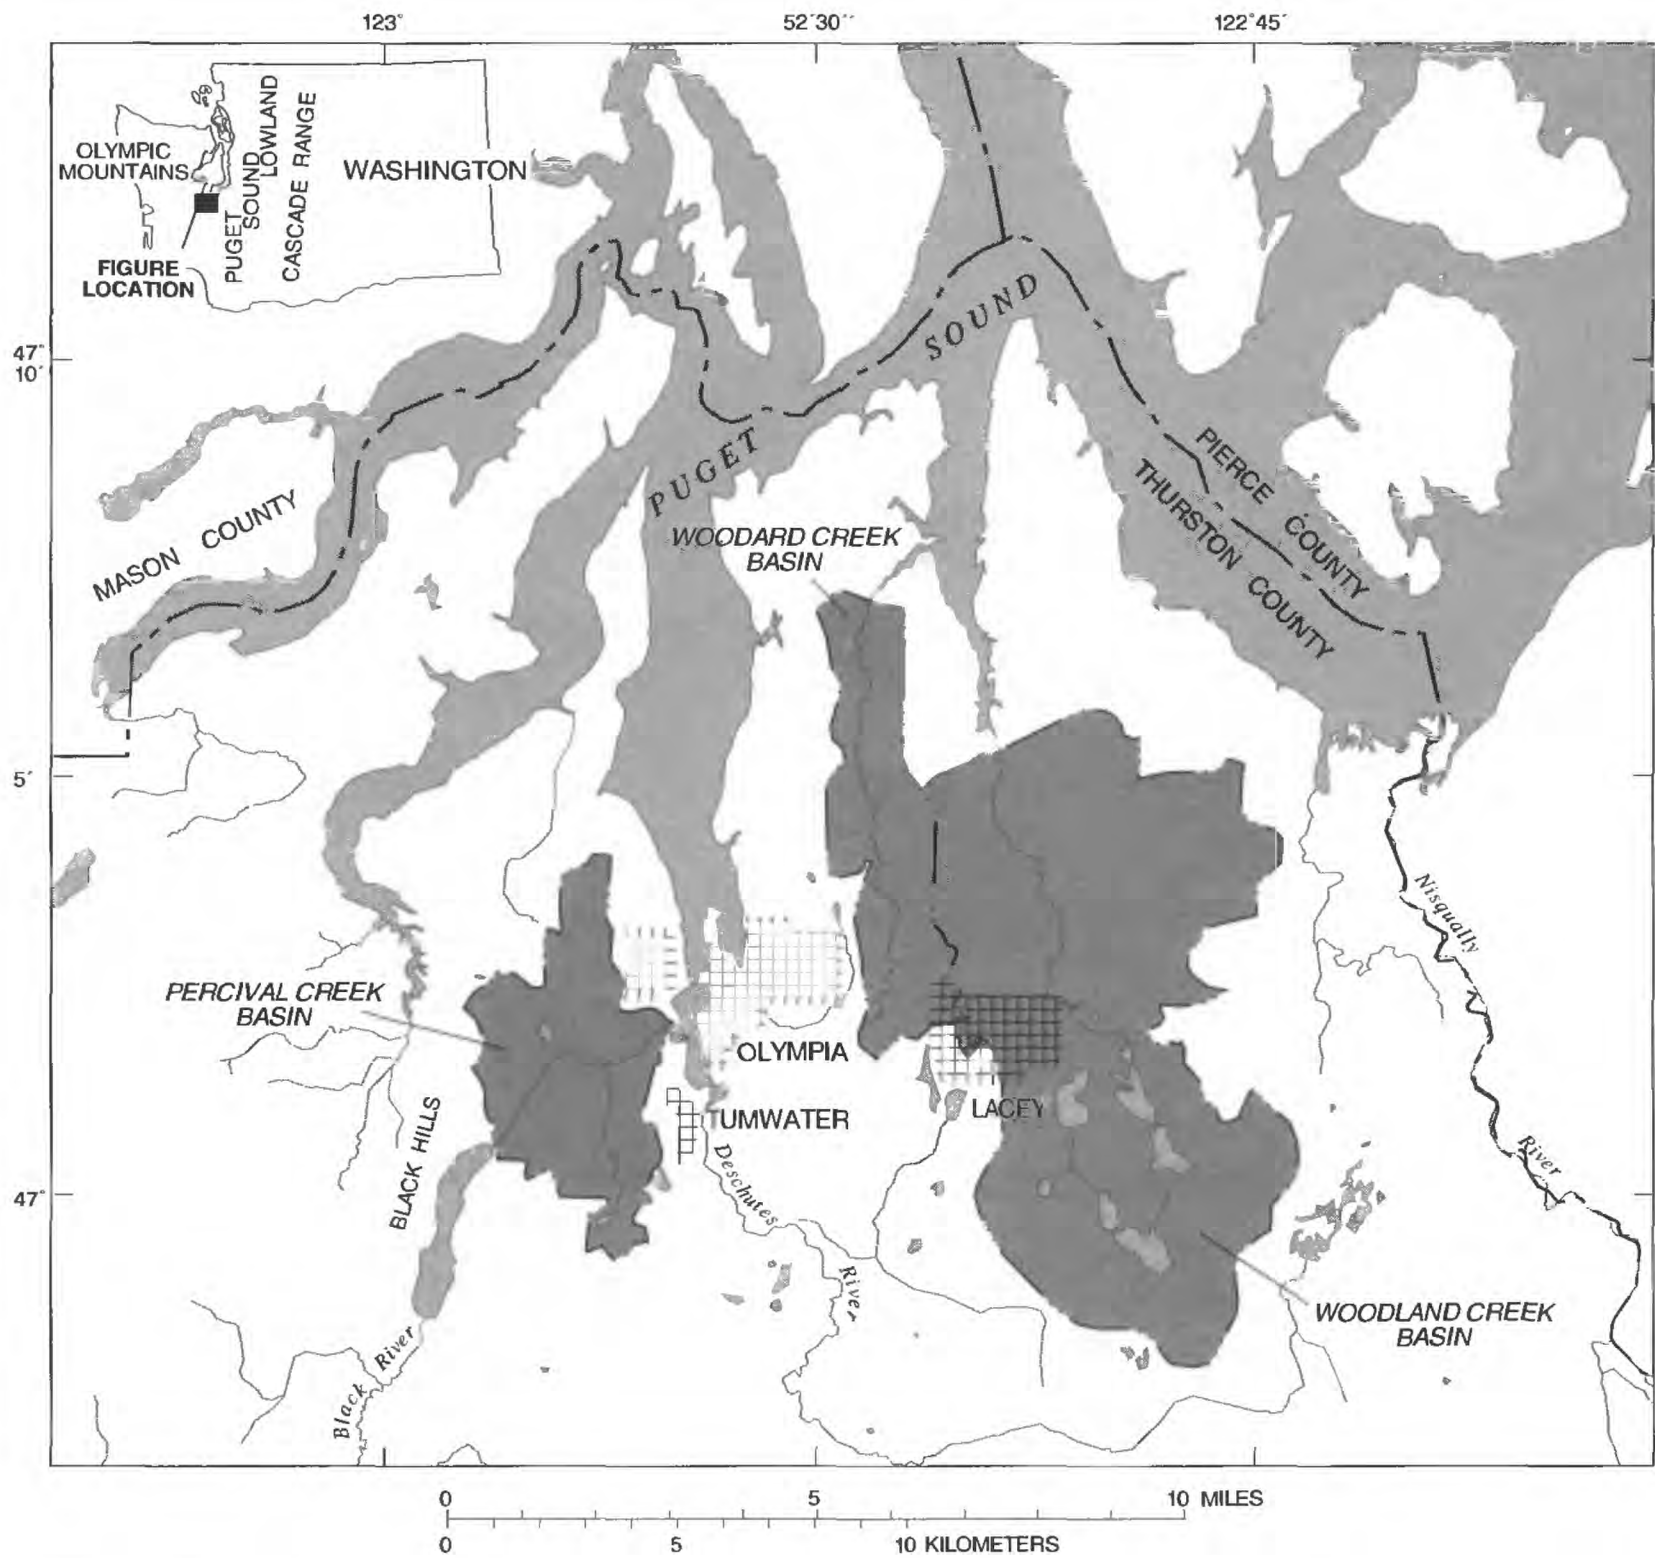 123°
52′30″
122°45′
OLYMPIC
MOUNTAINS
PUGET
SOUND
LOWLAND
CASCADE RANGE
WASHINGTON
FIGURE
LOCATION
47°
10′
PUGET
SOUND
MASON COUNTY
PIERCE COUNTY
THURSTON COUNTY
WOODARD CREEK
BASIN
5′
Nisqually
River
PERCIVAL CREEK
BASIN
OLYMPIA
LACEY
TUMWATER
BLACK HILLS
Deschutes
River
47°
WOODLAND CREEK
BASIN
Black River
0 5 10 MILES
0 5 10 KILOMETERS